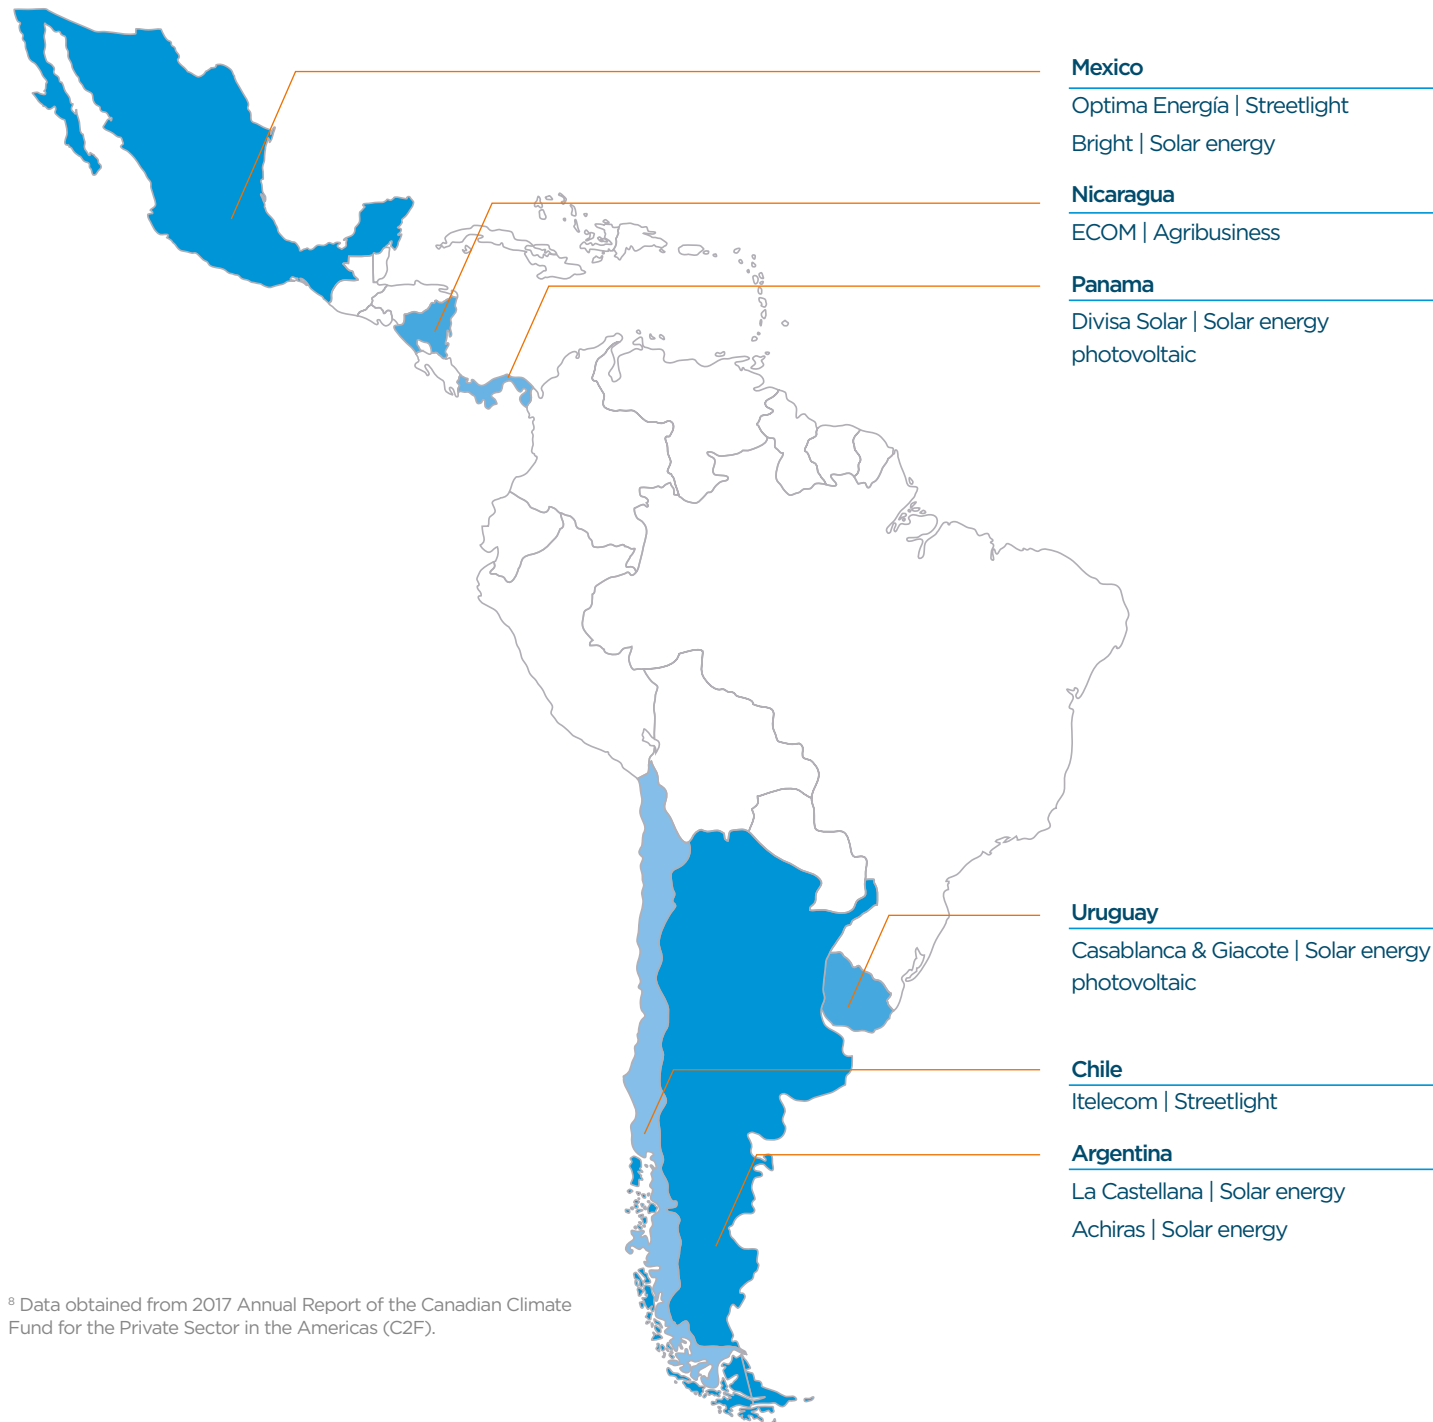 Mexico
Optima Energía | Streetlight
Bright | Solar energy
Nicaragua
ECOM | Agribusiness
Panama
Divisa Solar | Solar energy
photovoltaic
Uruguay
Casablanca & Giacote | Solar energy
photovoltaic
Chile
Itelecom | Streetlight
Argentina
La Castellana | Solar energy
Achiras | Solar energy
⁸ Data obtained from 2017 Annual Report of the Canadian Climate
Fund for the Private Sector in the Americas (C2F).